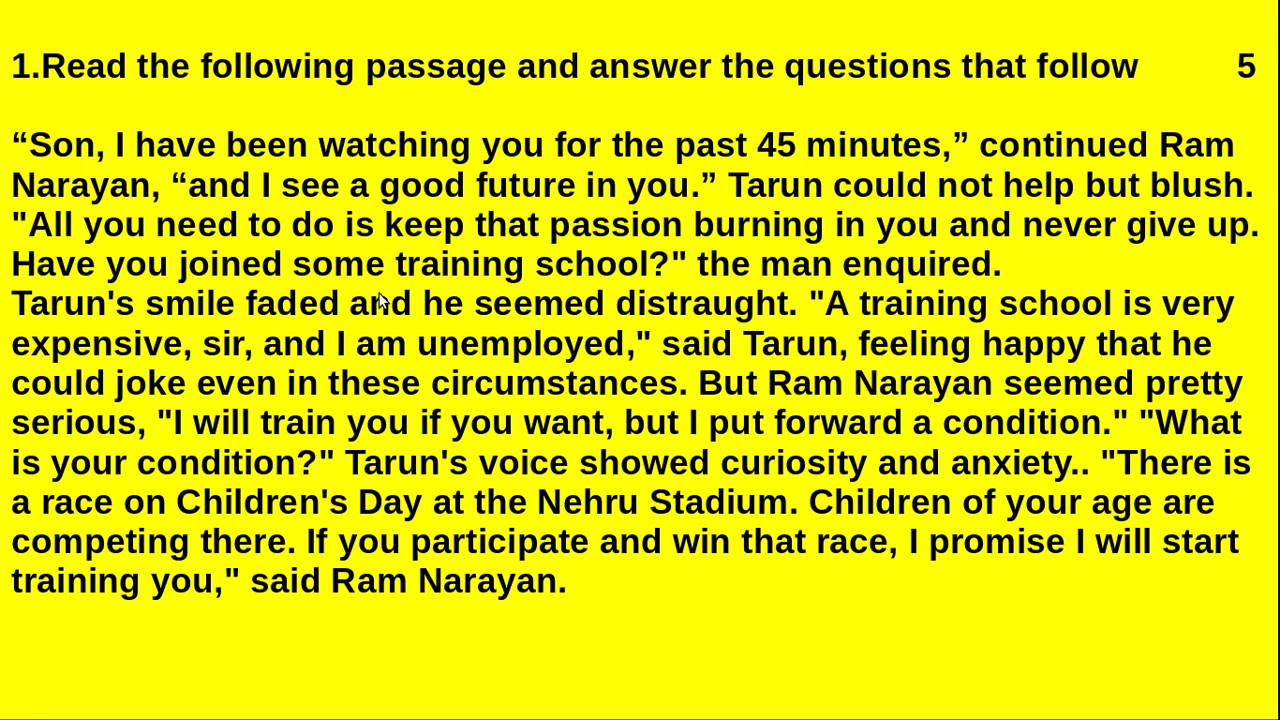 1.Read the following passage and answer the questions that follow 5
“Son, I have been watching you for the past 45 minutes,” continued Ram
Narayan, “and I see a good future in you.” Tarun could not help but blush.
"All you need to do is keep that passion burning in you and never give up.
Have you joined some training school?" the man enquired.
Tarun's smile faded and he seemed distraught. "A training school is very
expensive, sir, and I am unemployed," said Tarun, feeling happy that he
could joke even in these circumstances. But Ram Narayan seemed pretty
serious, "I will train you if you want, but I put forward a condition." "What
is your condition?" Tarun's voice showed curiosity and anxiety.. "There is
a race on Children's Day at the Nehru Stadium. Children of your age are
competing there. If you participate and win that race, I promise I will start
training you," said Ram Narayan.